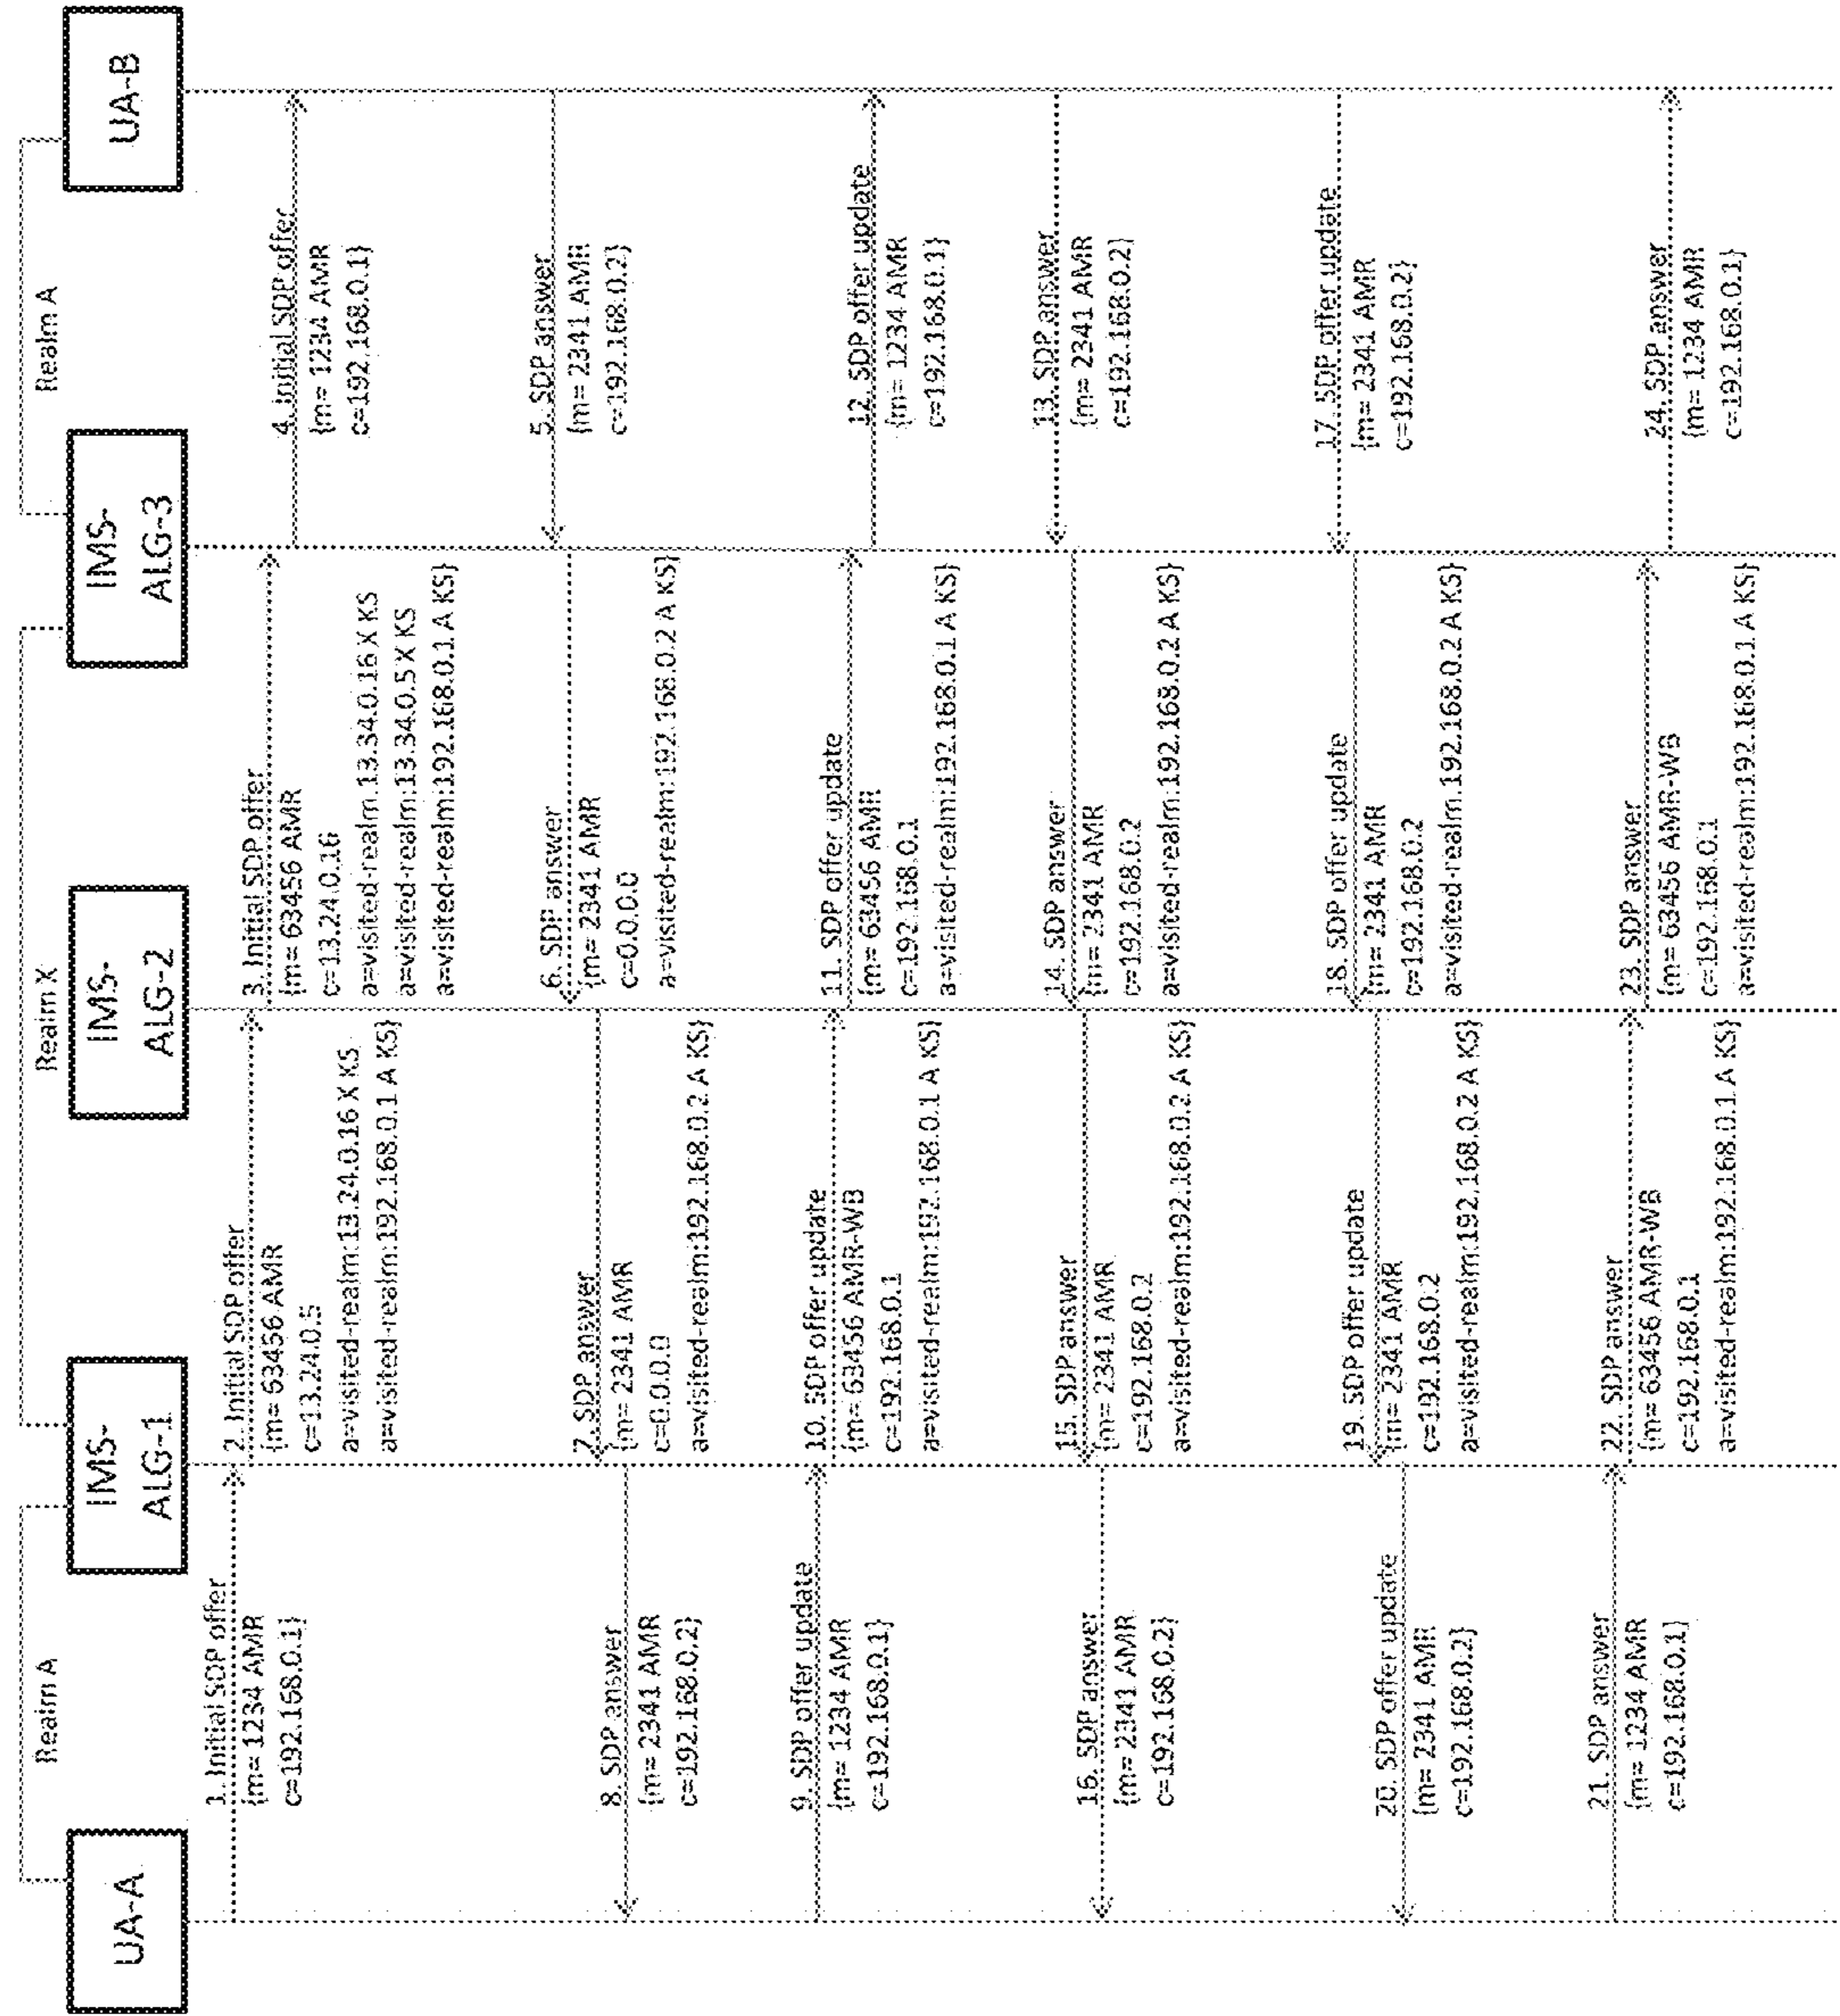 Realm A
Realm X
Realm A
UA-A
IMS-
ALG-1
IMS-
ALG-2
IMS-
ALG-3
UA-B
1. Initial SDP offer
{m= 1234 AMR
c=192.168.0.1}
2. Initial SDP offer
{m= 63456 AMR
c=13.24.0.5
a=visited-realm:13.24.0.16 X KS
a=visited-realm:192.168.0.1 A KS}
3. Initial SDP offer
{m= 63456 AMR
c=13.24.0.16
a=visited-realm:13.34.0.16 X KS
a=visited-realm:13.34.0.5 X KS
a=visited-realm:192.168.0.1 A KS}
4. Initial SDP offer
{m= 1234 AMR
c=192.168.0.1}
5. SDP answer
{m= 2341 AMR
c=192.168.0.2}
6. SDP answer
{m= 2341 AMR
c=0.0.0.0
a=visited-realm:192.168.0.2 A KS}
7. SDP answer
{m= 2341 AMR
c=0.0.0.0
a=visited-realm:192.168.0.2 A KS}
8. SDP answer
{m= 2341 AMR
c=192.168.0.2}
9. SDP offer update
{m= 1234 AMR
c=192.168.0.1}
10. SDP offer update
{m= 63456 AMR-WB
c=192.168.0.1
a=visited-realm:192.168.0.1 A KS}
11. SDP offer update
{m= 63456 AMR
c=192.168.0.1
a=visited-realm:192.168.0.1 A KS}
12. SDP offer update
{m= 1234 AMR
c=192.168.0.1}
13. SDP answer
{m= 2341 AMR
c=192.168.0.2}
14. SDP answer
{m= 2341 AMR
c=192.168.0.2
a=visited-realm:192.168.0.2 A KS}
15. SDP answer
{m= 2341 AMR
c=192.168.0.2
a=visited-realm:192.168.0.2 A KS}
16. SDP answer
{m= 2341 AMR
c=192.168.0.2}
17. SDP offer update
{m= 2341 AMR
c=192.168.0.2}
18. SDP offer update
{m= 2341 AMR
c=192.168.0.2
a=visited-realm:192.168.0.2 A KS}
19. SDP offer update
{m= 2341 AMR
c=192.168.0.2
a=visited-realm:192.168.0.2 A KS}
20. SDP offer update
{m= 2341 AMR
c=192.168.0.2}
21. SDP answer
{m= 1234 AMR
c=192.168.0.1}
22. SDP answer
{m= 63456 AMR-WB
c=192.168.0.1
a=visited-realm:192.168.0.1 A KS}
23. SDP answer
{m= 63456 AMR-WB
c=192.168.0.1
a=visited-realm:192.168.0.1 A KS}
24. SDP answer
{m= 1234 AMR
c=192.168.0.1}